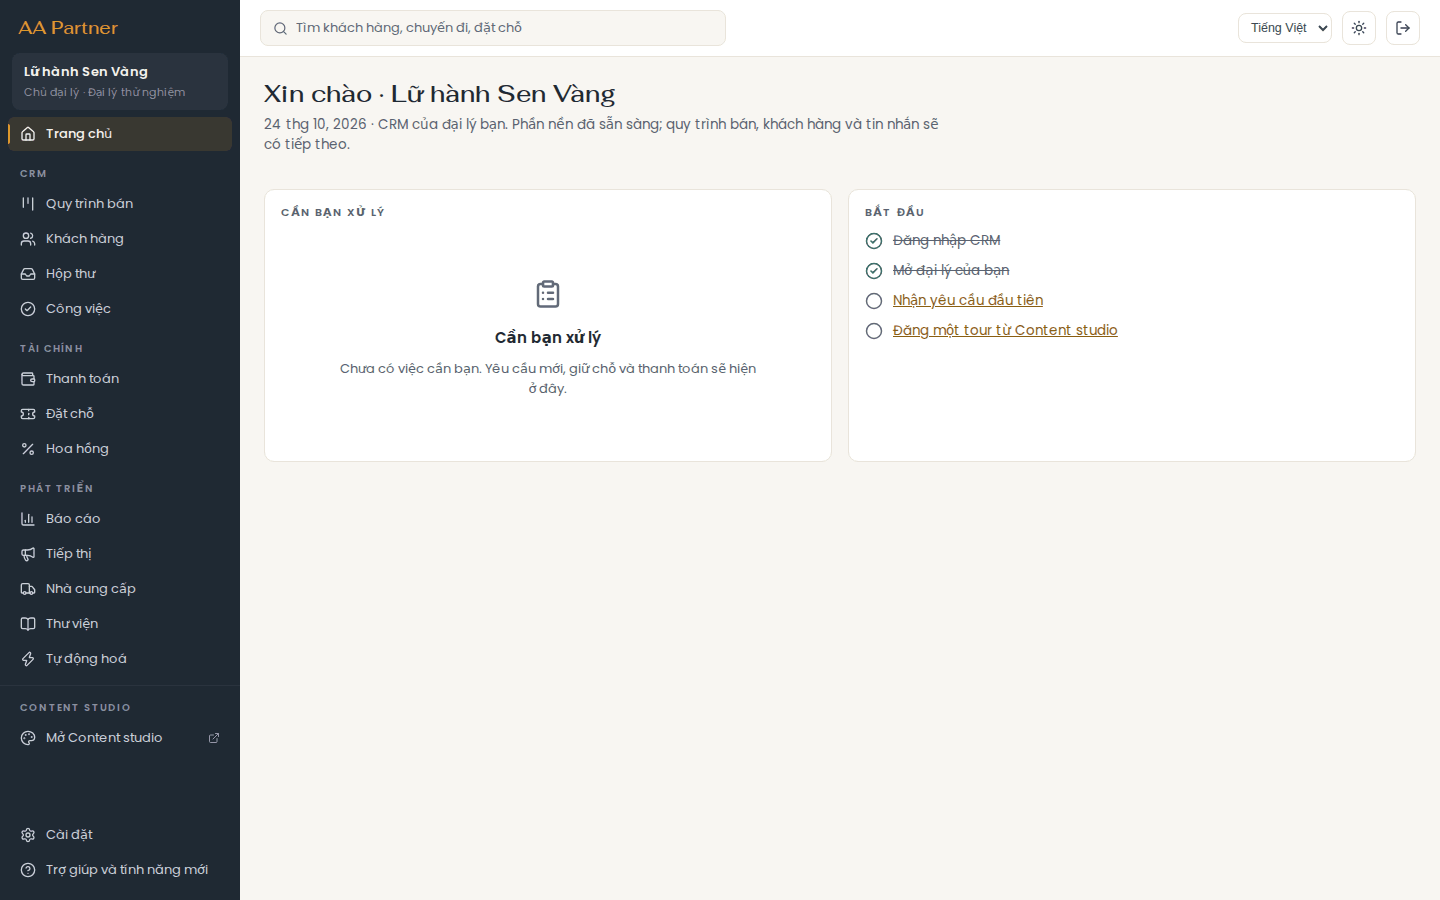 AA Partner
Lữ hành Sen Vàng
Chủ đại lý · Đại lý thử nghiệm
Trang chủ
CRM
Quy trình bán
Khách hàng
Hộp thư
Công việc
TÀI CHÍNH
Thanh toán
Đặt chỗ
Hoa hồng
PHÁT TRIỂN
Báo cáo
Tiếp thị
Nhà cung cấp
Thư viện
Tự động hoá
CONTENT STUDIO
Mở Content studio
Cài đặt
Trợ giúp và tính năng mới
Tìm khách hàng, chuyến đi, đặt chỗ
Tiếng Việt
Xin chào · Lữ hành Sen Vàng
24 thg 10, 2026 · CRM của đại lý bạn. Phần nền đã sẵn sàng; quy trình bán, khách hàng và tin nhắn sẽ
có tiếp theo.
CẦN BẠN XỬ LÝ
Cần bạn xử lý
Chưa có việc cần bạn. Yêu cầu mới, giữ chỗ và thanh toán sẽ hiện
ở đây.
BẮT ĐẦU
Đăng nhập CRM
Mở đại lý của bạn
Nhận yêu cầu đầu tiên
Đăng một tour từ Content studio